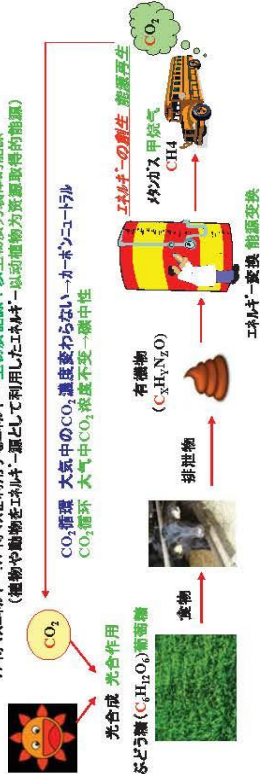 (植物や動物をエネルギー源として利用したエネルギー 以动植物为资源取得的能源)
CO₂
CO₂
エネルギーの創生 能源再生
CO₂循環 大気中のCO₂濃度変わらない→カーボンニュートラル
CO₂循环 大气中CO₂浓度不变→碳中性
光合成 光合作用
メタンガス 甲烷气
CH4
ぶどう糖(C₆H₁₂O₆)葡萄糖
食物
排泄物
有機物
(CXHYNZO)
エネルギー変換 能源变换